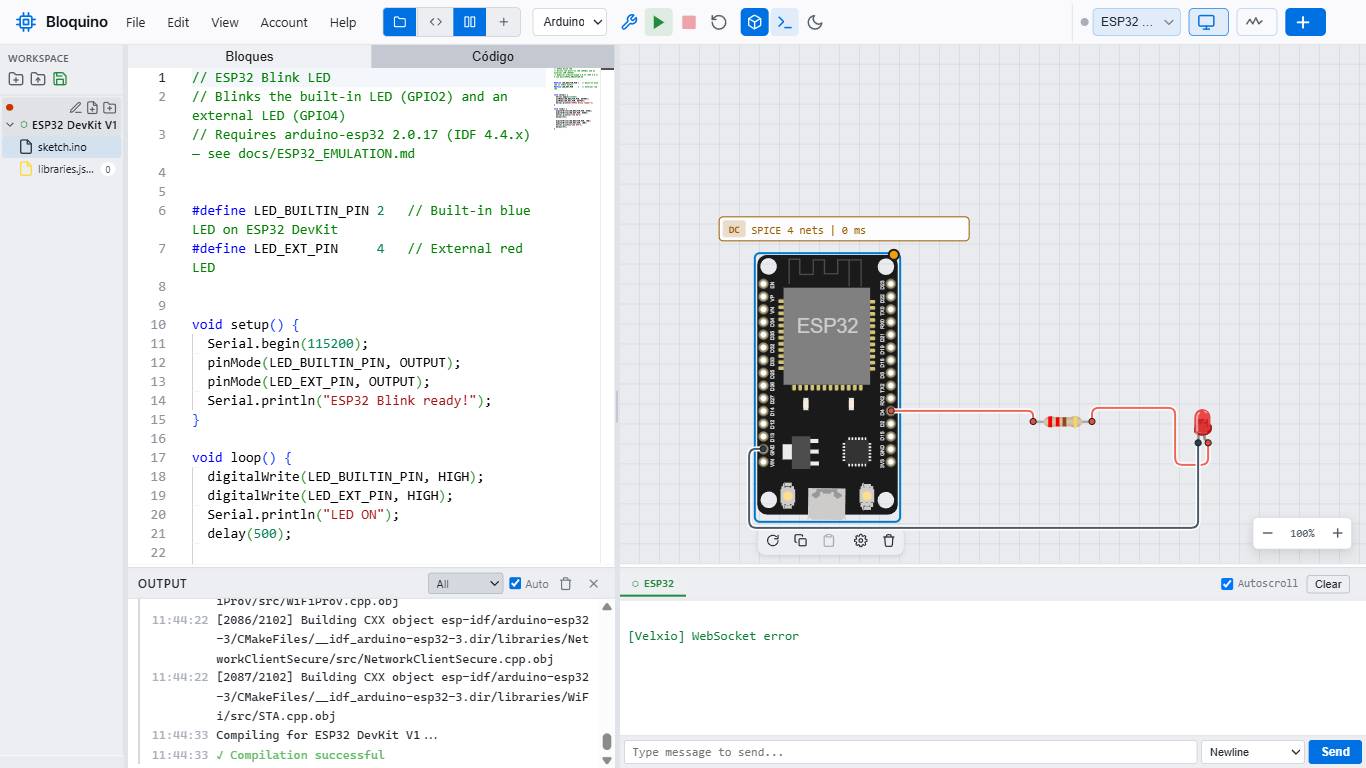 Bloquino File Edit View Account Help Arduino ESP32 ...
WORKSPACE
ESP32 DevKit V1
sketch.ino
libraries.js... 0
Bloques Código
1 // ESP32 Blink LED
2 // Blinks the built-in LED (GPIO2) and an
external LED (GPIO4)
3 // Requires arduino-esp32 2.0.17 (IDF 4.4.x)
— see docs/ESP32_EMULATION.md
4
5
6 #define LED_BUILTIN_PIN 2 // Built-in blue
LED on ESP32 DevKit
7 #define LED_EXT_PIN 4 // External red
LED
8
9
10 void setup() {
11 Serial.begin(115200);
12 pinMode(LED_BUILTIN_PIN, OUTPUT);
13 pinMode(LED_EXT_PIN, OUTPUT);
14 Serial.println("ESP32 Blink ready!");
15 }
16
17 void loop() {
18 digitalWrite(LED_BUILTIN_PIN, HIGH);
19 digitalWrite(LED_EXT_PIN, HIGH);
20 Serial.println("LED ON");
21 delay(500);
22
OUTPUT All Auto
iProv/src/WiFiProv.cpp.obj
11:44:22 [2086/2102] Building CXX object esp-idf/arduino-esp32
-3/CMakeFiles/__idf_arduino-esp32-3.dir/libraries/Net
workClientSecure/src/NetworkClientSecure.cpp.obj
11:44:22 [2087/2102] Building CXX object esp-idf/arduino-esp32
-3/CMakeFiles/__idf_arduino-esp32-3.dir/libraries/WiF
i/src/STA.cpp.obj
11:44:33 Compiling for ESP32 DevKit V1...
11:44:33 ✓ Compilation successful
DC SPICE 4 nets | 0 ms
ESP32
100%
ESP32 Autoscroll Clear
[Velxio] WebSocket error
Type message to send... Newline Send